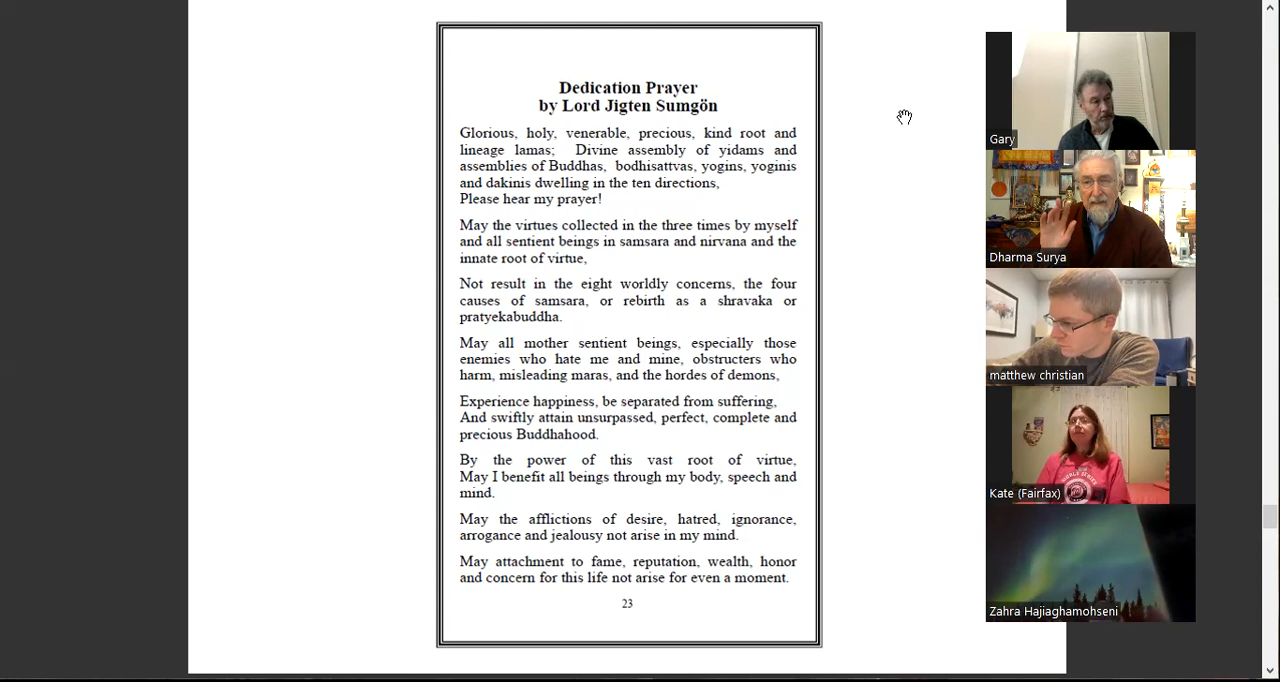 Dedication Prayer
by Lord Jigten Sumgön
Glorious, holy, venerable, precious, kind root and
lineage lamas; Divine assembly of yidams and
assemblies of Buddhas, bodhisattvas, yogins, yoginis
and dakinis dwelling in the ten directions,
Please hear my prayer!
May the virtues collected in the three times by myself
and all sentient beings in samsara and nirvana and the
innate root of virtue,
Not result in the eight worldly concerns, the four
causes of samsara, or rebirth as a shravaka or
pratyekabuddha.
May all mother sentient beings, especially those
enemies who hate me and mine, obstructers who
harm, misleading maras, and the hordes of demons,
Experience happiness, be separated from suffering,
And swiftly attain unsurpassed, perfect, complete and
precious Buddhahood.
By the power of this vast root of virtue,
May I benefit all beings through my body, speech and
mind.
May the afflictions of desire, hatred, ignorance,
arrogance and jealousy not arise in my mind.
May attachment to fame, reputation, wealth, honor
and concern for this life not arise for even a moment.
23
Gary
Dharma Surya
matthew christian
Kate (Fairfax)
Zahra Hajiaghamohseni